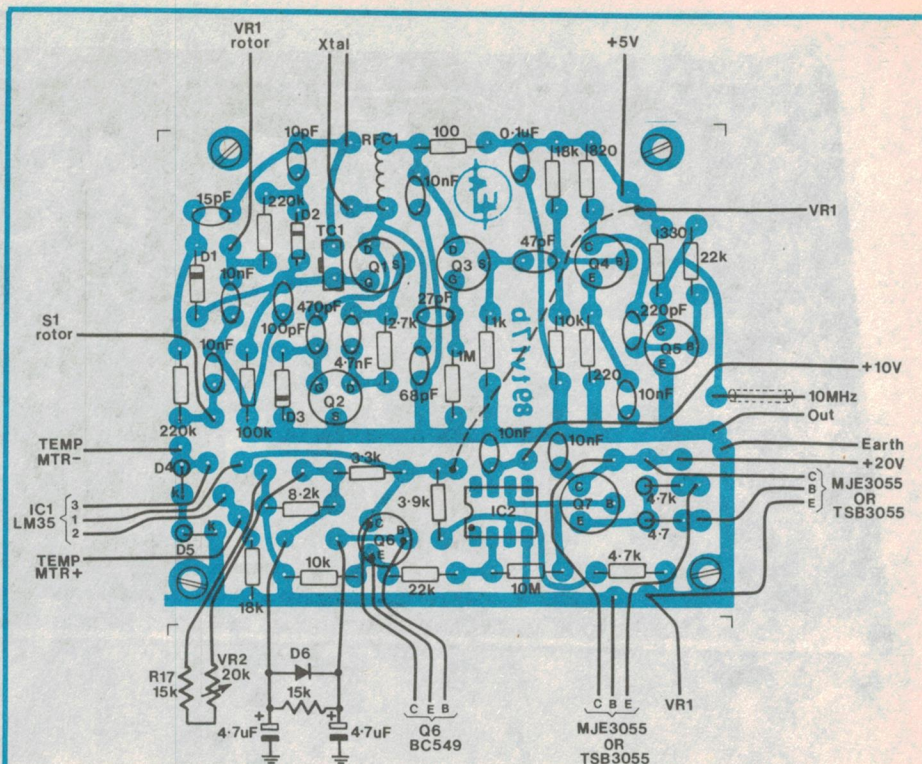 VR1
rotor
Xtal
+5V
10pF
RFC1
100
0·1uF
18k
820
10nF
15pF
220k
D2
TC1
VR1
D1
10nF
D
Q1
S
G
D
Q3
S
G
47pF
C
Q4
B
E
330
22k
470pF
100pF
27pF
2·7k
1k
10k
220pF
C
Q5
B
E
S1
rotor
10nF
4·7nF
1M
220
10nF
+10V
G
Q2
S
D3
68pF
10MHz
Out
220k
100k
10nF
10nF
Earth
TEMP
MTR-
D4
K
3·3k
+20V
8·2k
3·9k
IC2
C
Q7
B
E
4·7k
4·7
C
B
E
MJE3055
OR
TSB3055
IC1
LM35
3
1
2
K
D5
C
Q6
B
E
TEMP
MTR+
18k
10k
22k
10M
4·7k
R17
15k
VR2
20k
D6
15k
+
4·7uF
+
4·7uF
C E B
Q6
BC549
C B E
MJE3055
OR
TSB3055
VR1